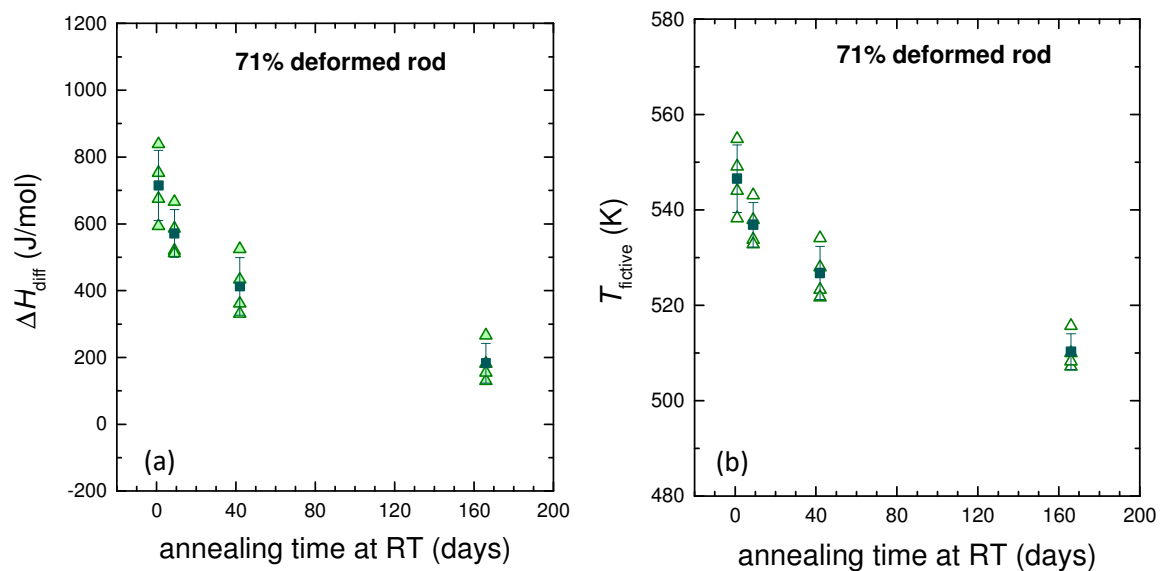 1200
1000
800
600
400
200
0
-200
ΔH_diff (J/mol)
71% deformed rod
(a)
0 40 80 120 160 200
annealing time at RT (days)
580
560
540
520
500
480
T_fictive (K)
71% deformed rod
(b)
0 40 80 120 160 200
annealing time at RT (days)